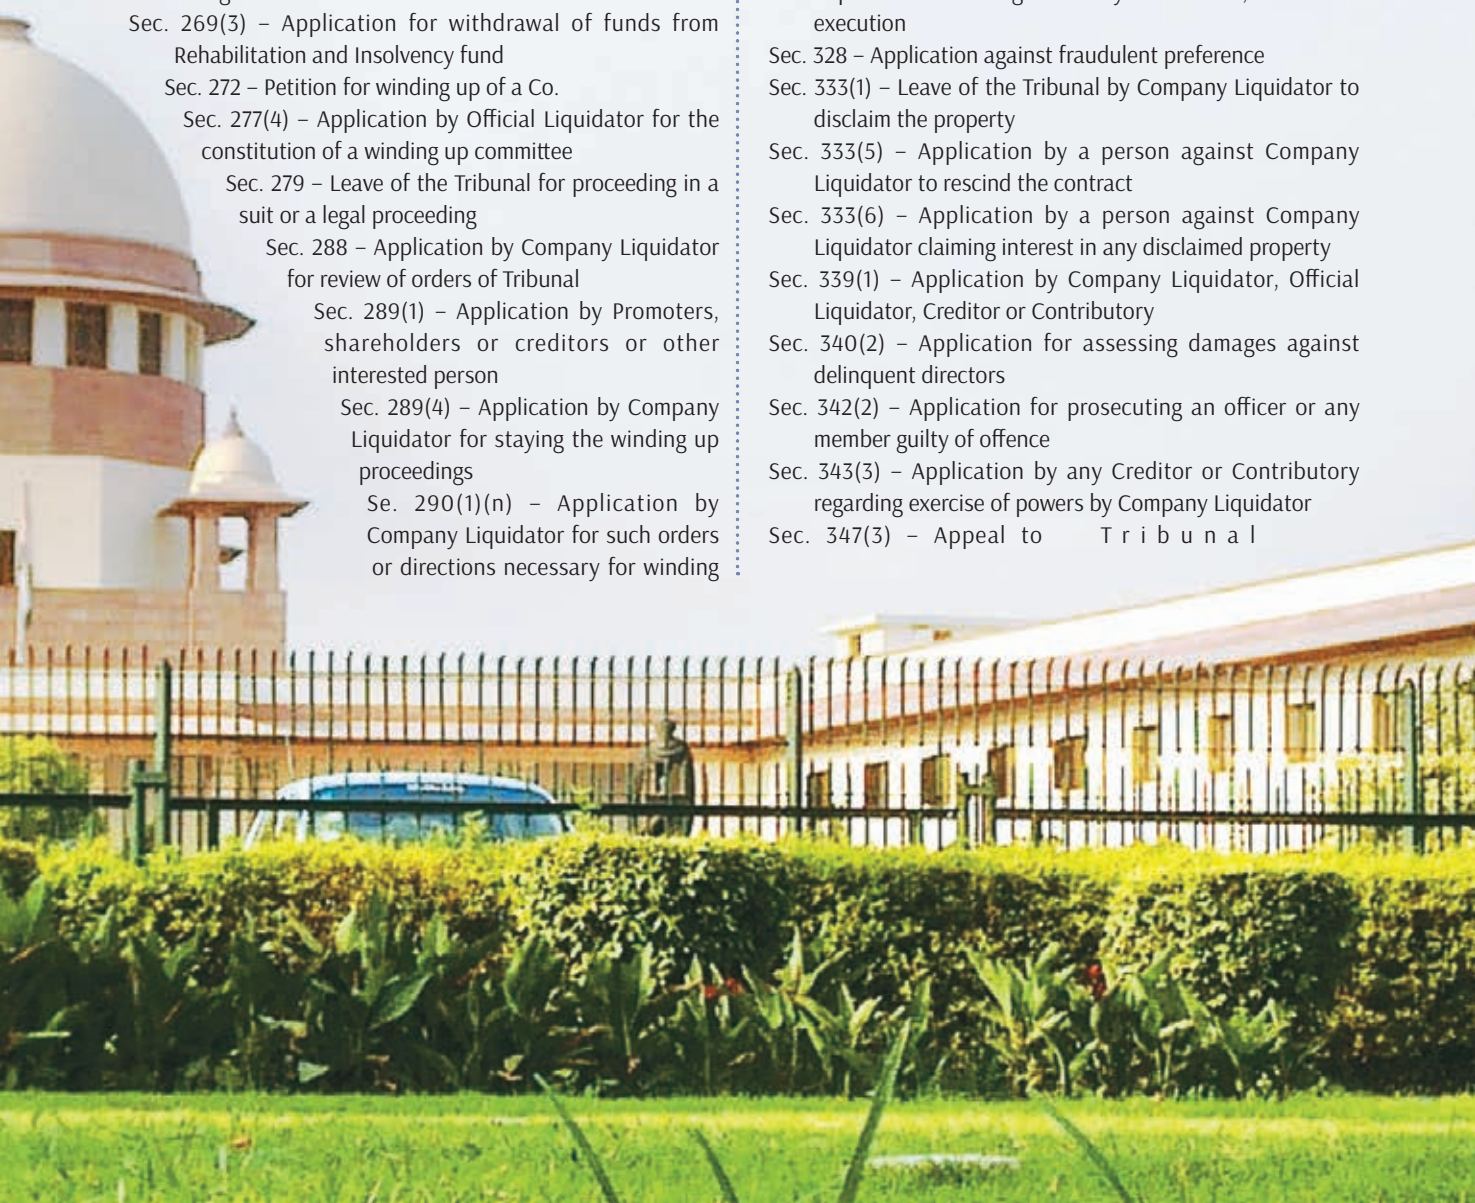 Sec. 269(3) – Application for withdrawal of funds from
Rehabilitation and Insolvency fund
Sec. 272 – Petition for winding up of a Co.
Sec. 277(4) – Application by Official Liquidator for the
constitution of a winding up committee
Sec. 279 – Leave of the Tribunal for proceeding in a
suit or a legal proceeding
Sec. 288 – Application by Company Liquidator
for review of orders of Tribunal
Sec. 289(1) – Application by Promoters,
shareholders or creditors or other
interested person
Sec. 289(4) – Application by Company
Liquidator for staying the winding up
proceedings
Se. 290(1)(n) – Application by
Company Liquidator for such orders
or directions necessary for winding
execution
Sec. 328 – Application against fraudulent preference
Sec. 333(1) – Leave of the Tribunal by Company Liquidator to
disclaim the property
Sec. 333(5) – Application by a person against Company
Liquidator to rescind the contract
Sec. 333(6) – Application by a person against Company
Liquidator claiming interest in any disclaimed property
Sec. 339(1) – Application by Company Liquidator, Official
Liquidator, Creditor or Contributory
Sec. 340(2) – Application for assessing damages against
delinquent directors
Sec. 342(2) – Application for prosecuting an officer or any
member guilty of offence
Sec. 343(3) – Application by any Creditor or Contributory
regarding exercise of powers by Company Liquidator
Sec. 347(3) – Appeal to Tribunal